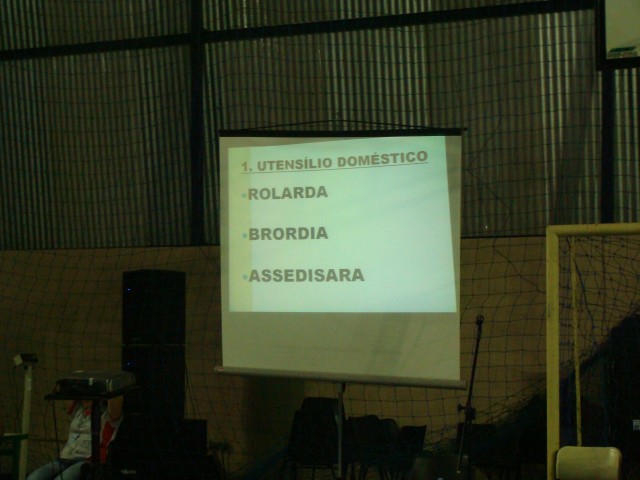 1. UTENSÍLIO DOMÉSTICO
•ROLARDA
•BRORDIA
•ASSEDISARA